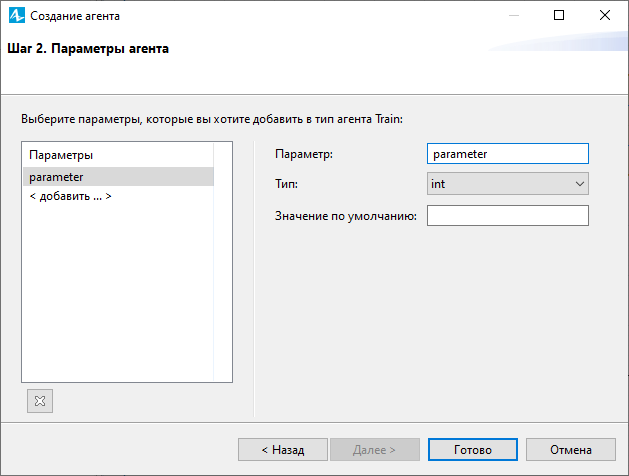 Создание агента
Шаг 2. Параметры агента
Выберите параметры, которые вы хотите добавить в тип агента Train:
Параметры
parameter
< добавить ... >
Параметр:
parameter
Тип:
int
Значение по умолчанию:
< Назад
Далее >
Готово
Отмена